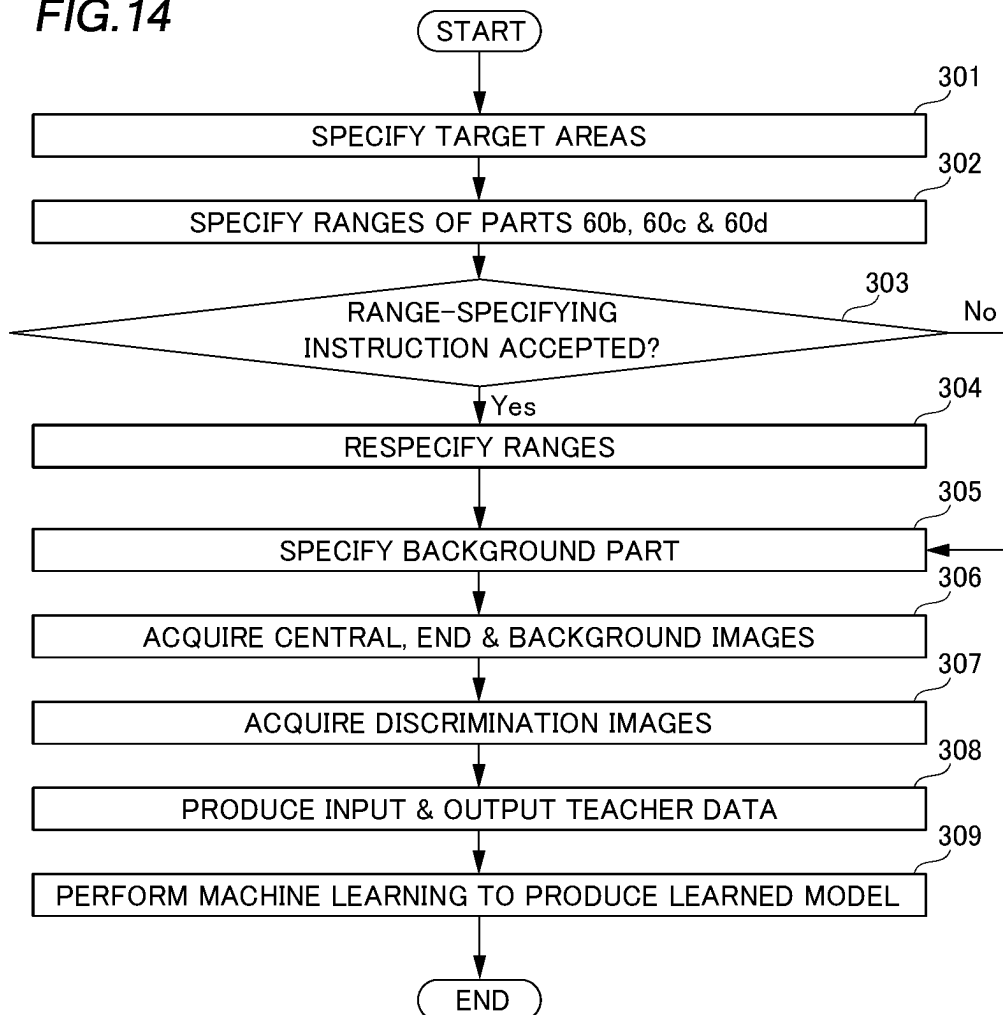 FIG.14
START
301
SPECIFY TARGET AREAS
302
SPECIFY RANGES OF PARTS 60b, 60c & 60d
303
RANGE-SPECIFYING
INSTRUCTION ACCEPTED?
No
Yes
304
RESPECIFY RANGES
305
SPECIFY BACKGROUND PART
306
ACQUIRE CENTRAL, END & BACKGROUND IMAGES
307
ACQUIRE DISCRIMINATION IMAGES
308
PRODUCE INPUT & OUTPUT TEACHER DATA
309
PERFORM MACHINE LEARNING TO PRODUCE LEARNED MODEL
END